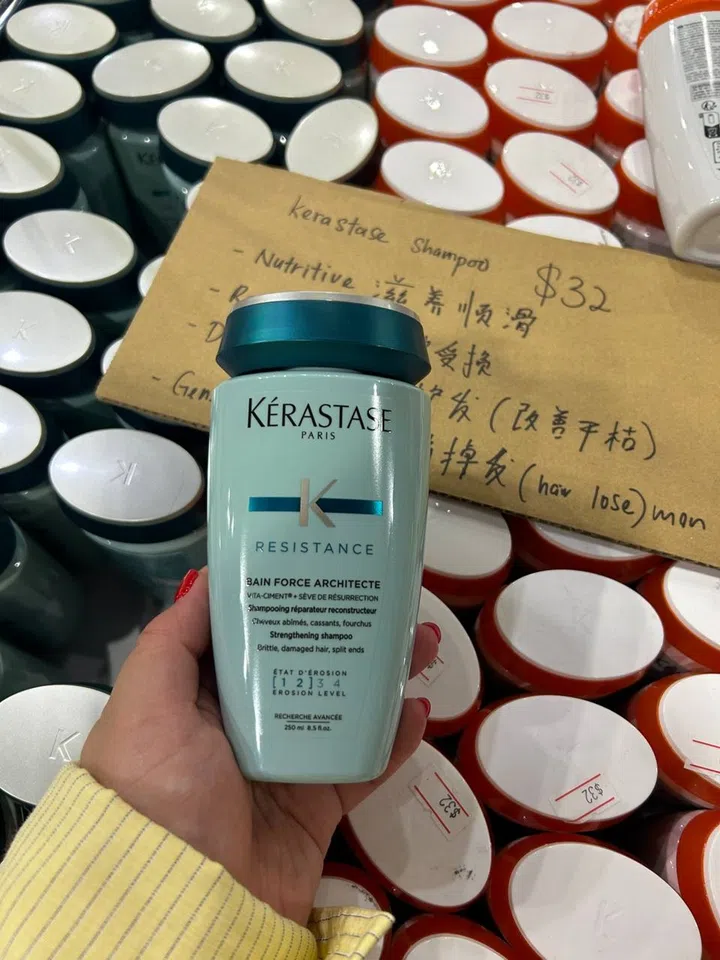 Kerastase Shampoo
$32
- Nutritive 滋养顺滑
- R
- D 受损
- Gen 发 (改善干枯)
掉发 (hair lose) mon
KÉRASTASE
PARIS
K
RESISTANCE
BAIN FORCE ARCHITECTE
VITA-CIMENT® + SÈVE DE RÉSURRECTION
Shampooing réparateur reconstructeur
Cheveux abîmés, cassants, fourchus
Strengthening shampoo
Brittle, damaged hair, split ends
ÉTAT D'ÉROSION
[1 2] 3 4
EROSION LEVEL
RECHERCHE AVANCÉE
250 ml 8.5 fl.oz.
$32
$32